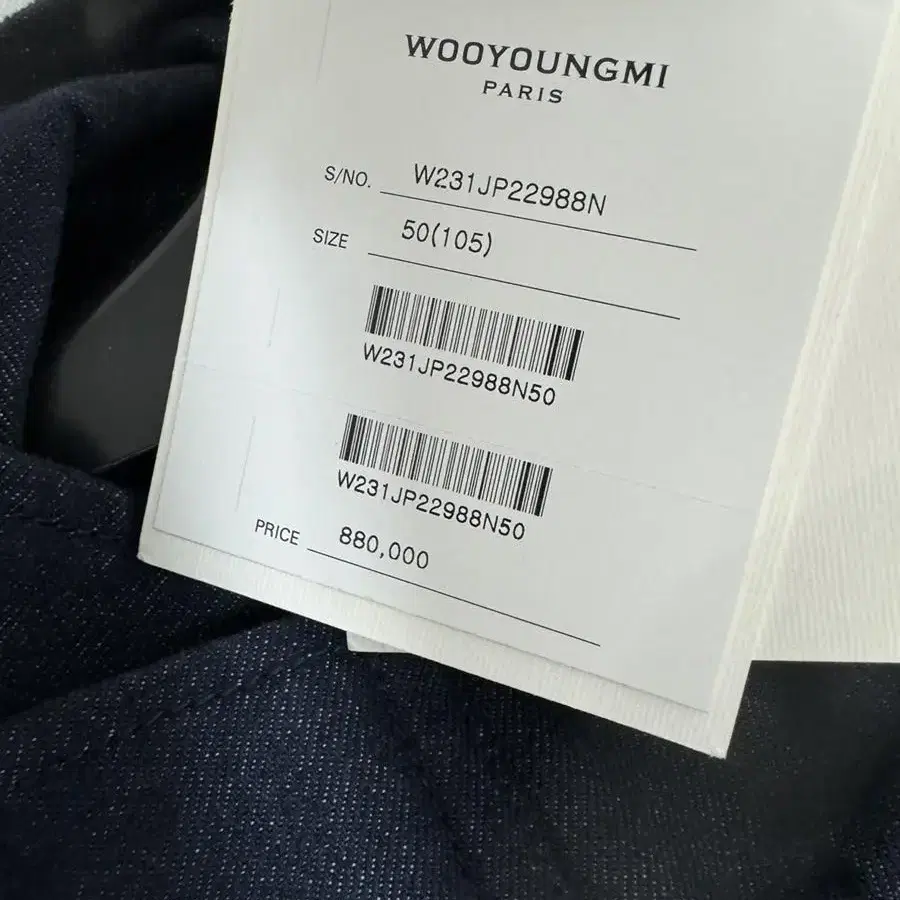 WOOYOUNGMI
PARIS
S/NO. W231JP22988N
SIZE 50(105)
W231JP22988N50
W231JP22988N50
PRICE 880,000